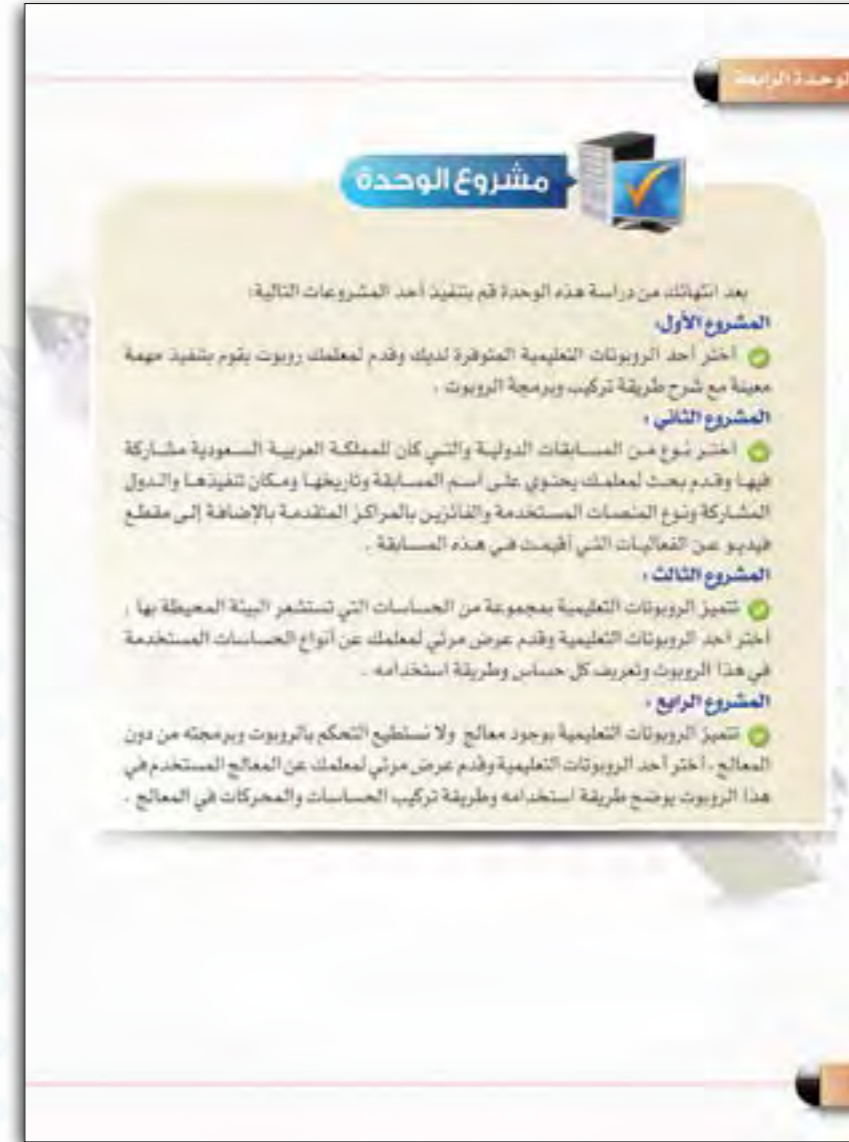 الوحدة الرابعة
مشروع الوحدة
بعد انتهائك من دراسة هذه الوحدة قم بتنفيذ أحد المشروعات التالية:
المشروع الأول:
أختر أحد الروبوتات التعليمية المتوفرة لديك وقدم لمعلمك روبوت يقوم بتنفيذ مهمة
معينة مع شرح طريقة تركيب وبرمجة الروبوت .
المشروع الثاني :
اختر نوع من المسابقات الدولية والتي كان للمملكة العربية السعودية مشاركة
فيها وقدم بحث لمعلمك يحتوي على اسم المسابقة وتاريخها ومكان تنفيذها والدول
المشاركة ونوع المنصات المستخدمة والفائزين بالمراكز المتقدمة بالإضافة إلى مقطع
فيديو عن الفعاليات التي أقيمت في هذه المسابقة .
المشروع الثالث :
تتميز الروبوتات التعليمية بمجموعة من الحساسات التي تستشعر البيئة المحيطة بها ,
أختر احد الروبوتات التعليمية وقدم عرض مرئي لمعلمك عن أنواع الحساسات المستخدمة
في هذا الروبوت وتعريف كل حساس وطريقة استخدامه .
المشروع الرابع :
تتميز الروبوتات التعليمية بوجود معالج ولا نستطيع التحكم بالروبوت وبرمجته من دون
المعالج . أختر أحد الروبوتات التعليمية وقدم عرض مرئي لمعلمك عن المعالج المستخدم في
هذا الروبوت يوضح طريقة استخدامه وطريقة تركيب الحساسات والمحركات في المعالج .